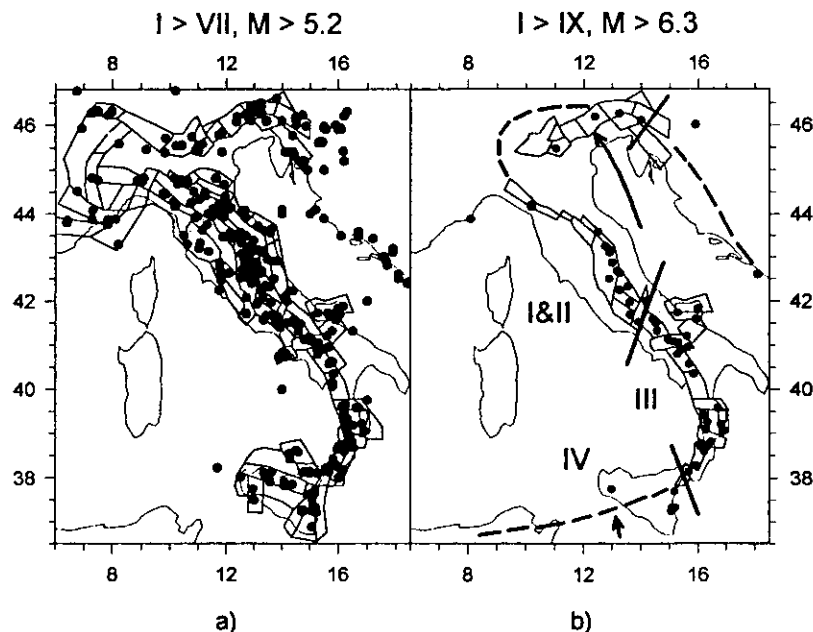 I > VII, M > 5.2
I > IX, M > 6.3
8 12 16
8 12 16
46 46
44 44
42 42
I&II
III
40 40
IV
38 38
8 12 16
8 12 16
a)
b)